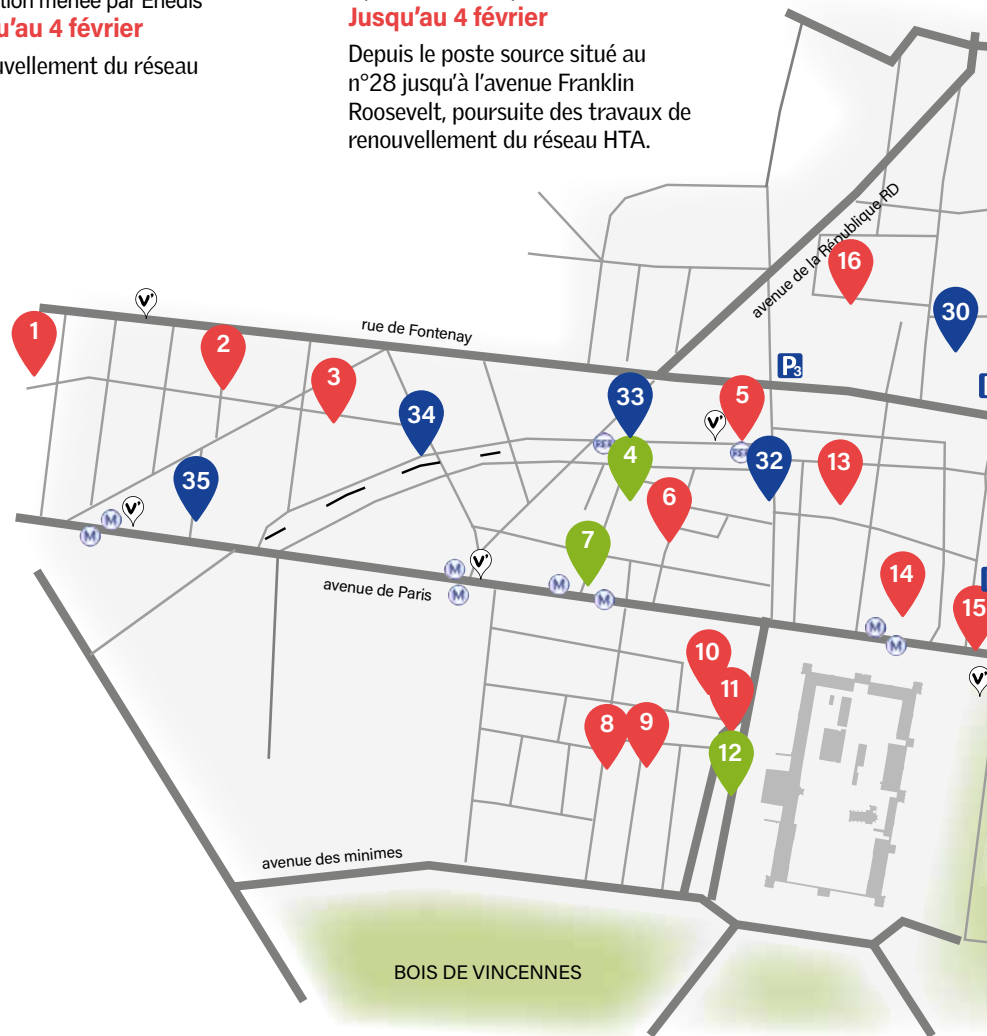 tion menée par Enedis
u'au 4 février
uvellement du réseau
Jusqu'au 4 février
Depuis le poste source situé au
n°28 jusqu'à l'avenue Franklin
Roosevelt, poursuite des travaux de
renouvellement du réseau HTA.
avenue de la République RD
16
30
1
V'
rue de Fontenay
2
3
P3
34
33
5
V'
RER
RER
4
32
13
35
6
V'
M
M
7
14
V'
M
M
avenue de Paris
M
M
15
M
M
V'
10
11
8
9
12
avenue des minimes
BOIS DE VINCENNES